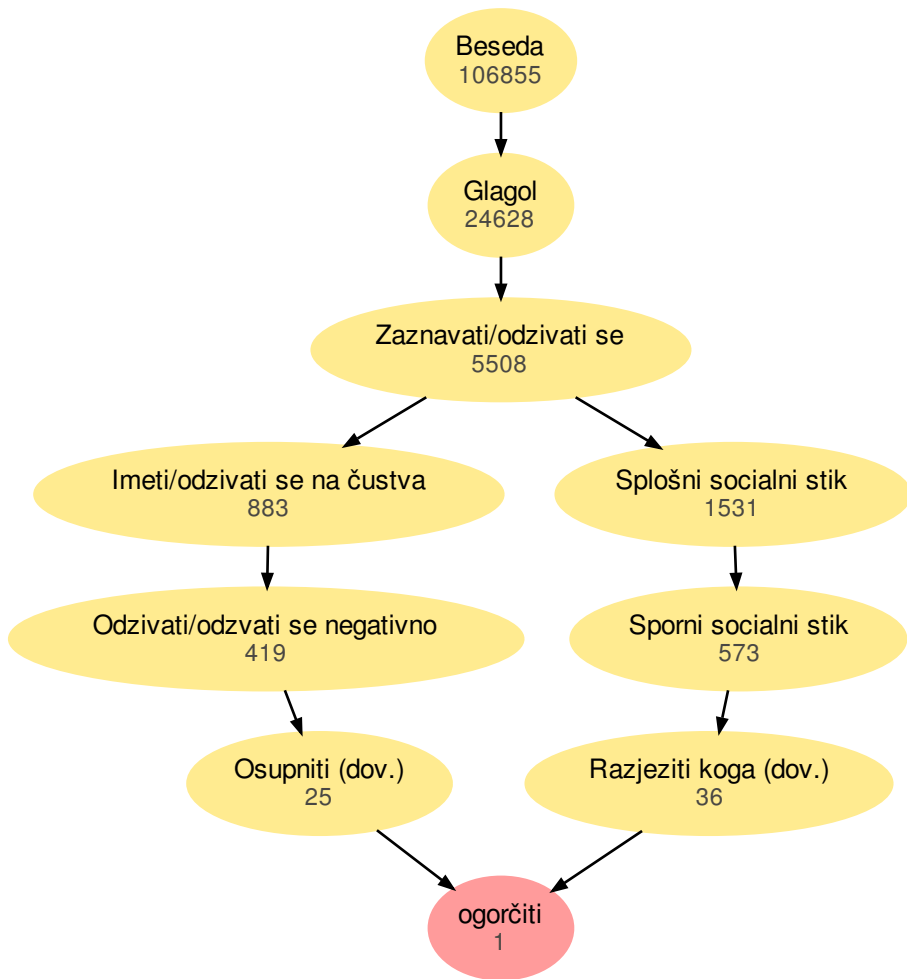 Beseda
106855
Glagol
24628
Zaznavati/odzivati se
5508
Imeti/odzivati se na čustva
883
Splošni socialni stik
1531
Odzivati/odzvati se negativno
419
Sporni socialni stik
573
Osupniti (dov.)
25
Razjeziti koga (dov.)
36
ogorčiti
1